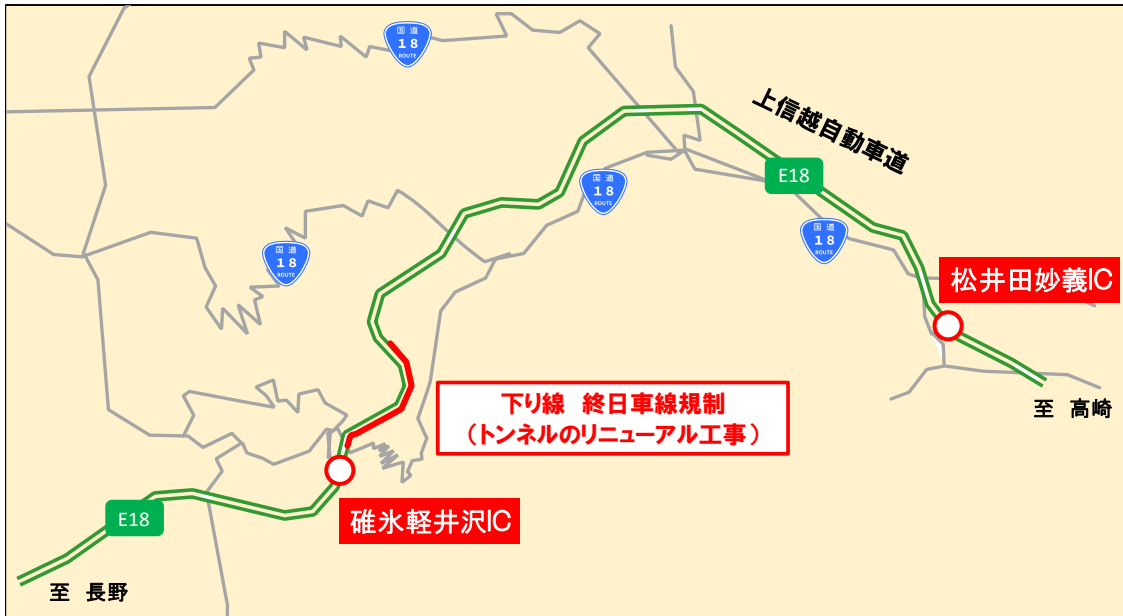 国道
18
ROUTE
上信越自動車道
E18
国道
18
ROUTE
国道
18
ROUTE
国道
18
ROUTE
松井田妙義IC
下り線 終日車線規制
（トンネルのリニューアル工事）
至 高崎
碓氷軽井沢IC
E18
至 長野